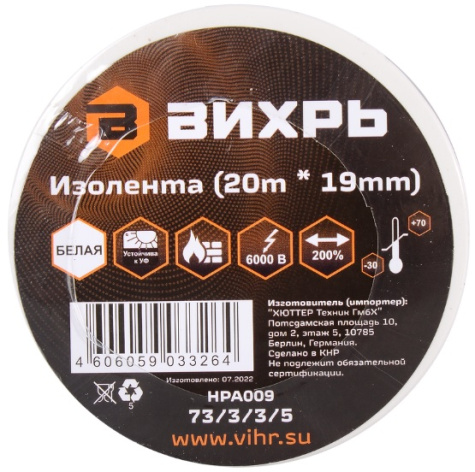 ВИХРЬ
Изолента (20m * 19mm)
БЕЛАЯ
Устойчива
к УФ
6000 В
200%
+70
-30
Изготовитель (импортер):
"ХЮТТЕР Техник ГмбХ"
Потсдамская площадь 10,
дом 2, этаж 5, 10785
Берлин, Германия.
Сделано в КНР
Не подлежит обязательной
сертификации.
4 606059 033264
Изготовлено: 07.2022
5
НРА009
73/3/3/5
www.vihr.su